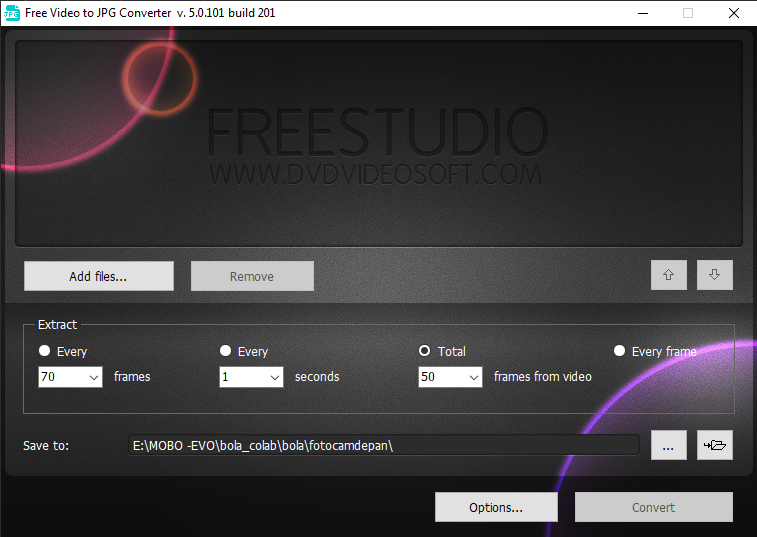 JPG Free Video to JPG Converter v. 5.0.101 build 201
FREESTUDIO
WWW.DVDVIDEOSOFT.COM
Add files... Remove
Extract
Every Every Total Every frame
70 frames 1 seconds 50 frames from video
Save to: E:\MOBO -EVO\bola_colab\bola\fotocamdepan\ ...
Options... Convert